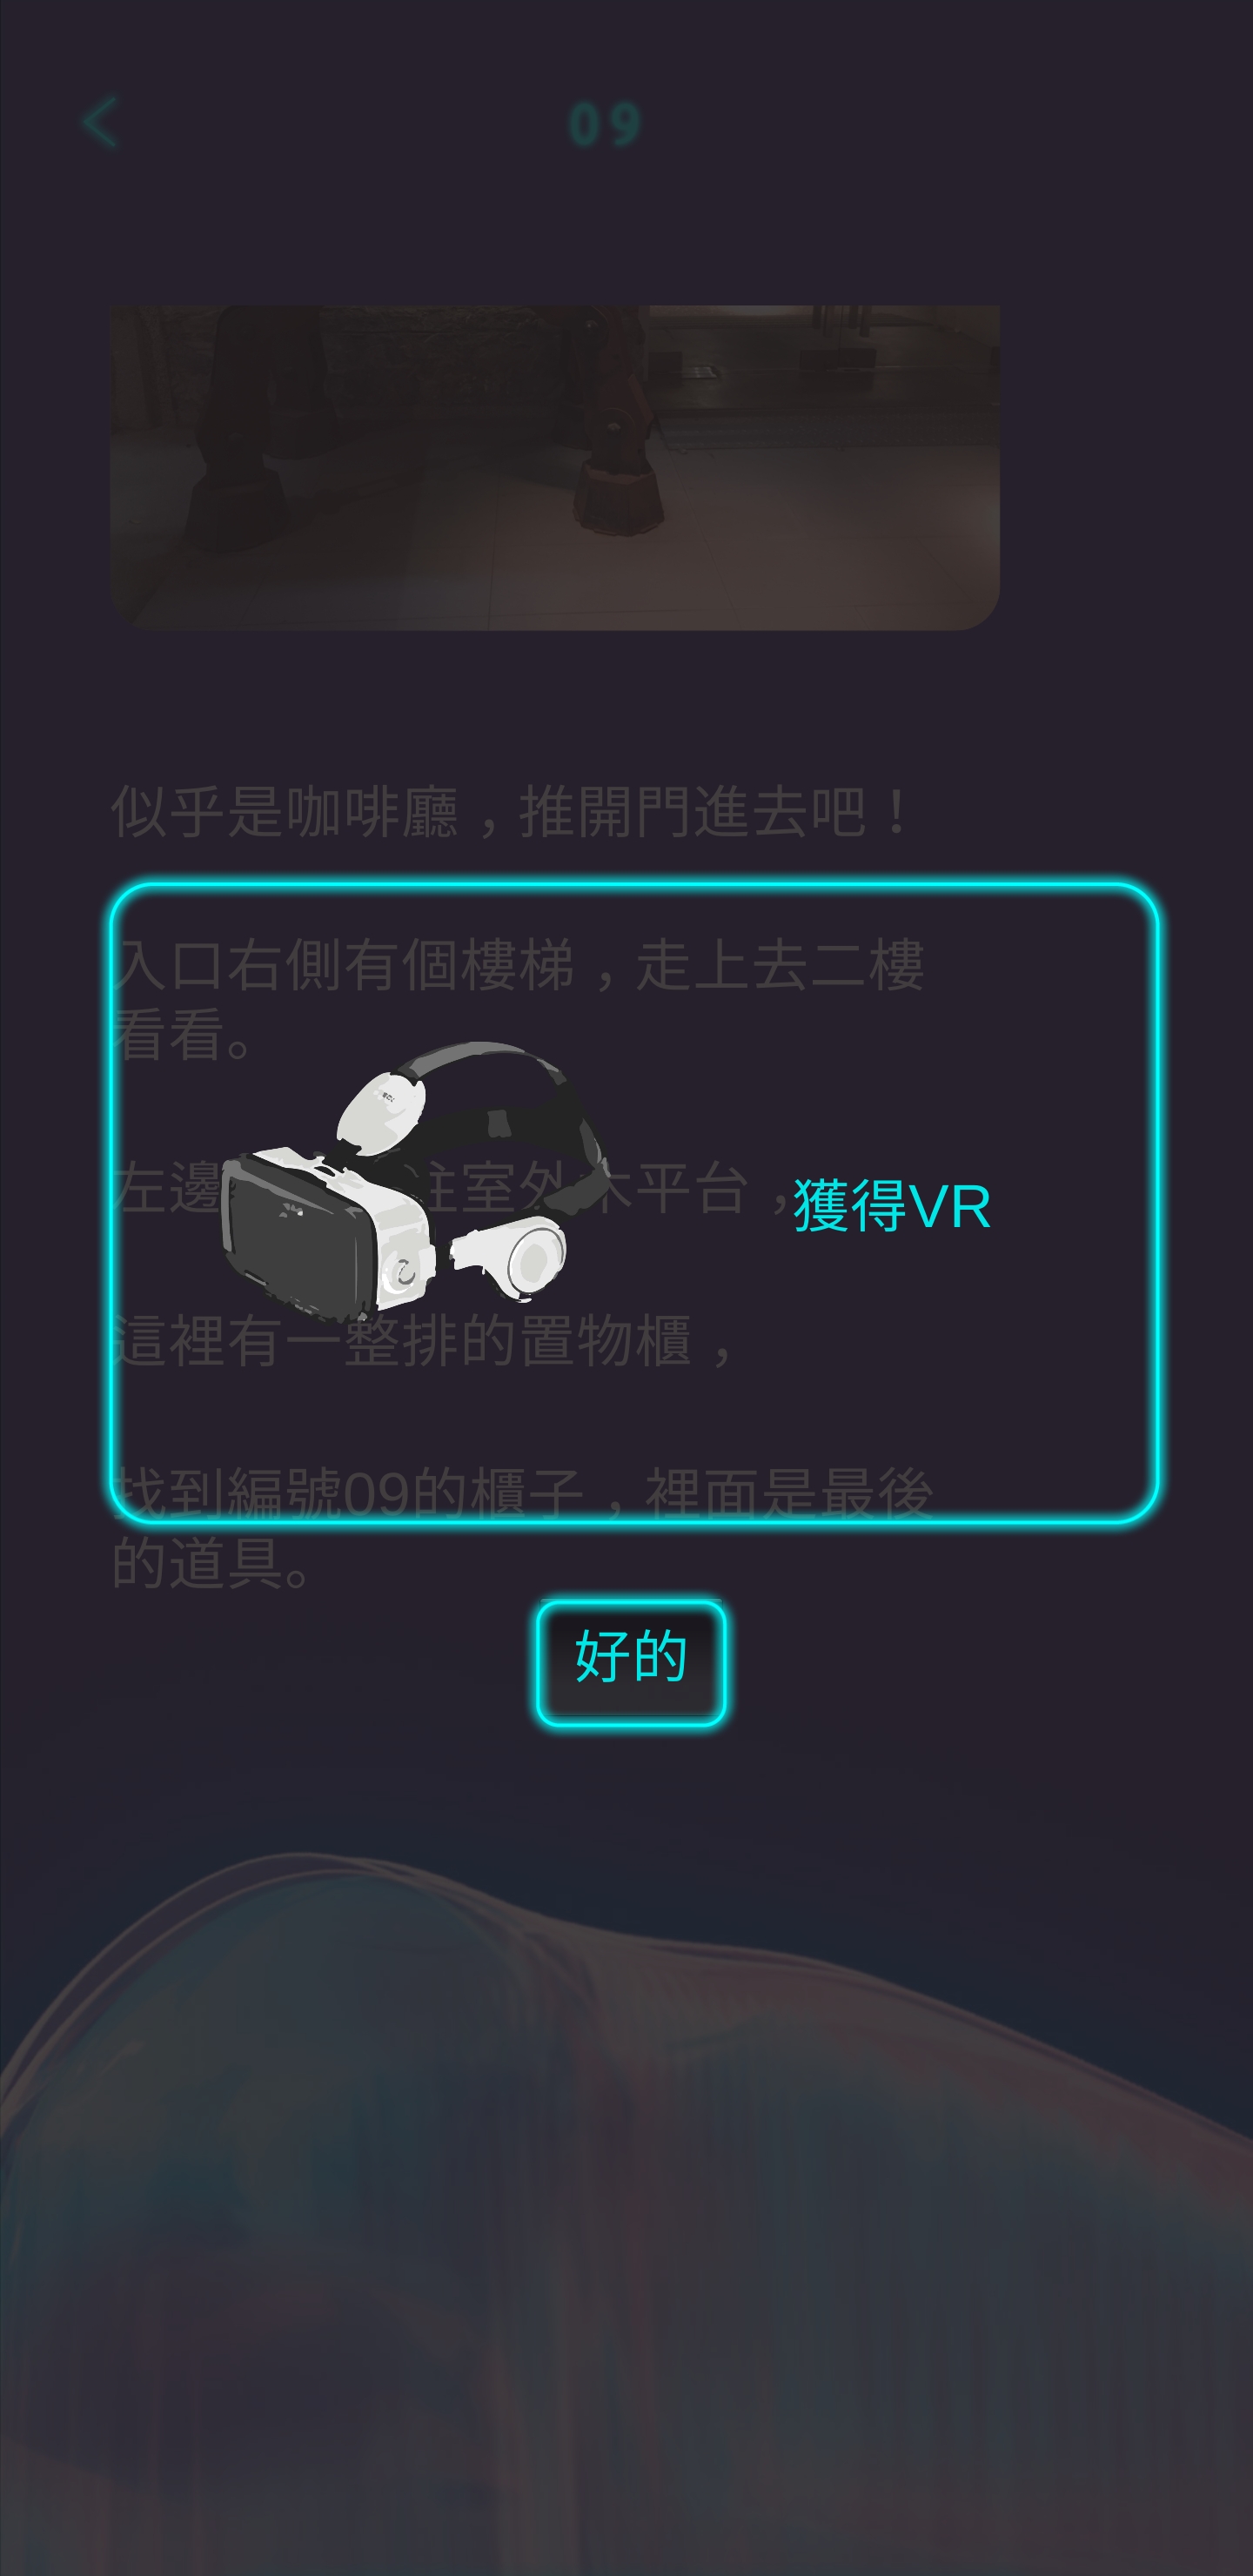 09
似乎是咖啡廳，推開門進去吧！
入口右側有個樓梯，走上去二樓
看看。
左邊 往室外大平台，
獲得VR
這裡有一整排的置物櫃，
找到編號09的櫃子，裡面是最後
的道具。
好的